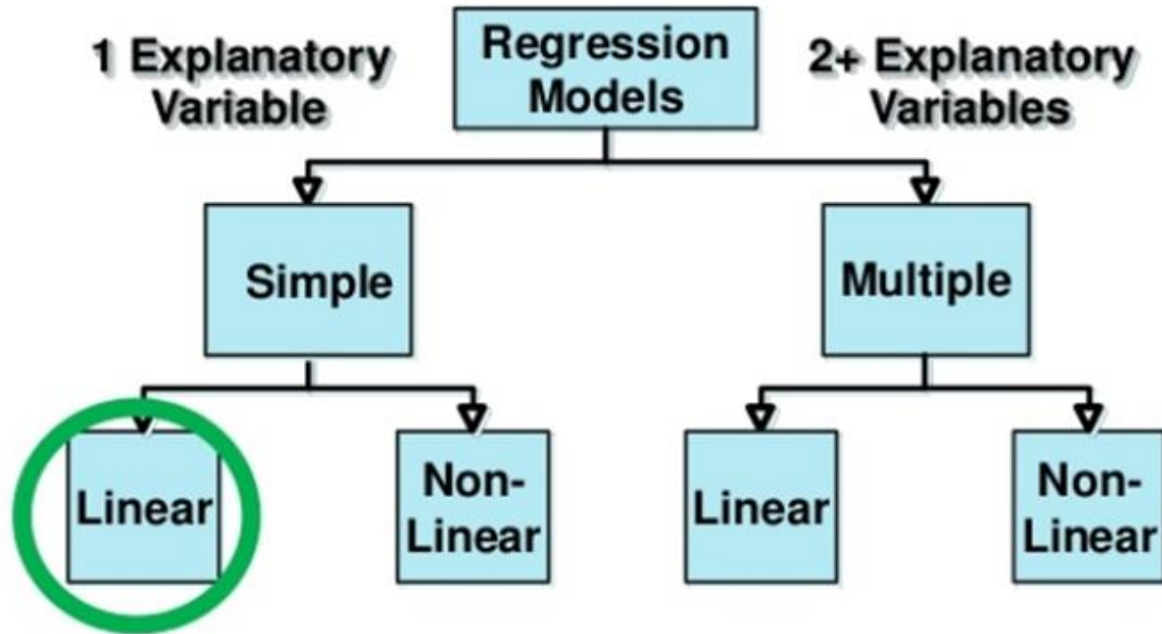 1 Explanatory
Variable
Regression
Models
2+ Explanatory
Variables
Simple
Multiple
Linear
Non-
Linear
Linear
Non-
Linear